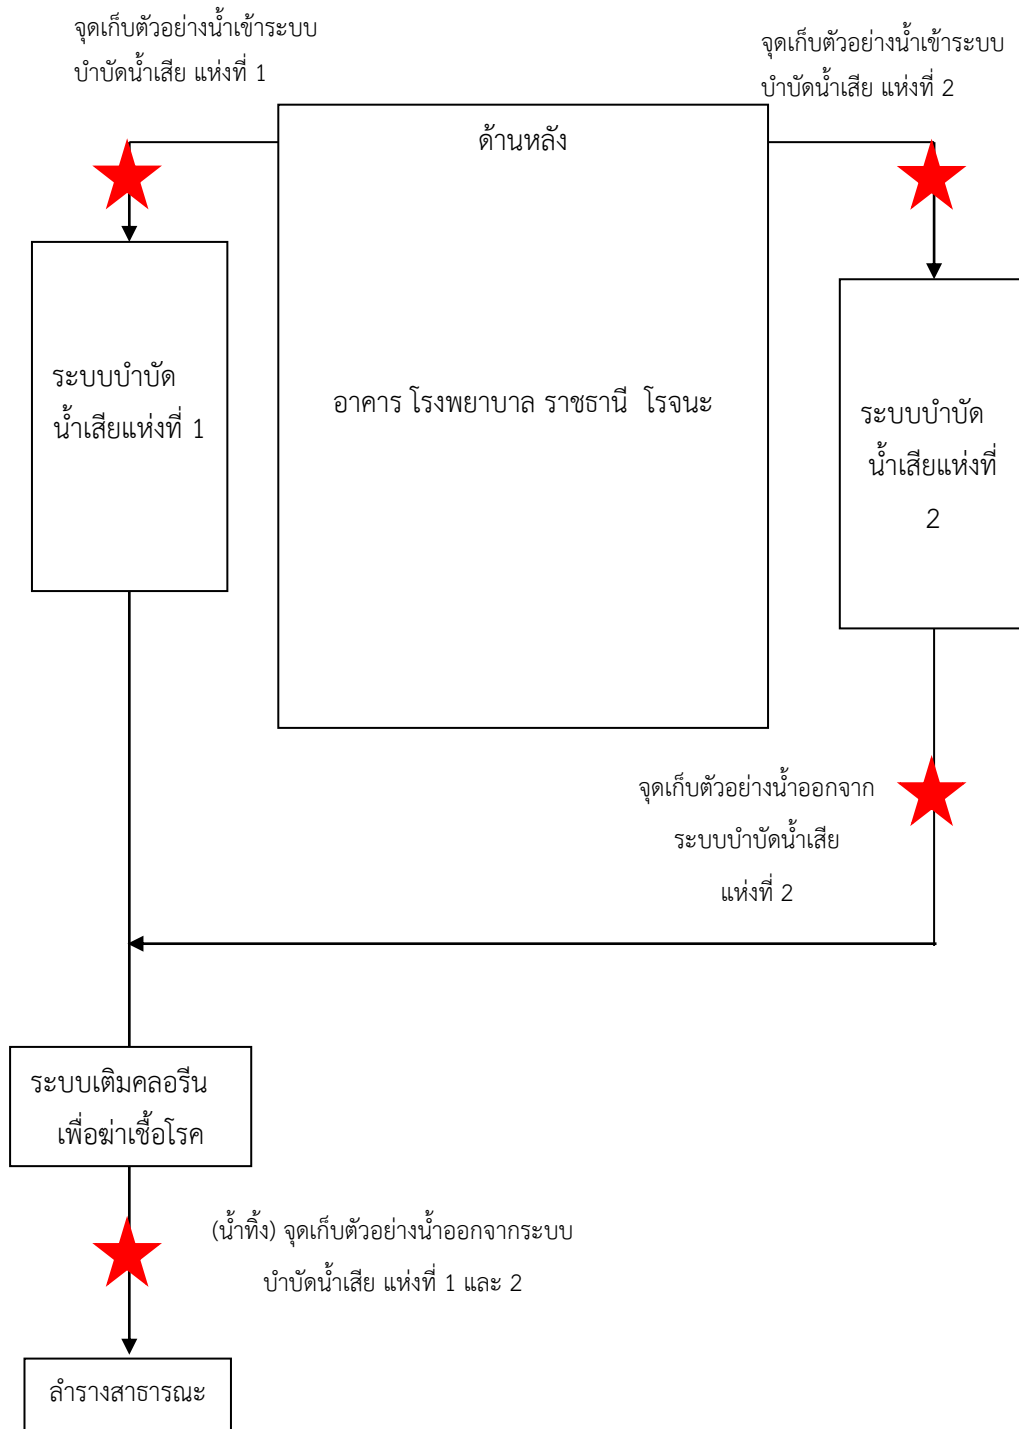 จุดเก็บตัวอย่างน้ำเข้าระบบ
บำบัดน้ำเสีย แห่งที่ 1
จุดเก็บตัวอย่างน้ำเข้าระบบ
บำบัดน้ำเสีย แห่งที่ 2
ด้านหลัง
ระบบบำบัด
น้ำเสียแห่งที่ 1
อาคาร โรงพยาบาล ราชธานี โรจนะ
ระบบบำบัด
น้ำเสียแห่งที่
2
จุดเก็บตัวอย่างน้ำออกจาก
ระบบบำบัดน้ำเสีย
แห่งที่ 2
ระบบเติมคลอรีน
เพื่อฆ่าเชื้อโรค
(น้ำทิ้ง) จุดเก็บตัวอย่างน้ำออกจากระบบ
บำบัดน้ำเสีย แห่งที่ 1 และ 2
ลำรางสาธารณะ